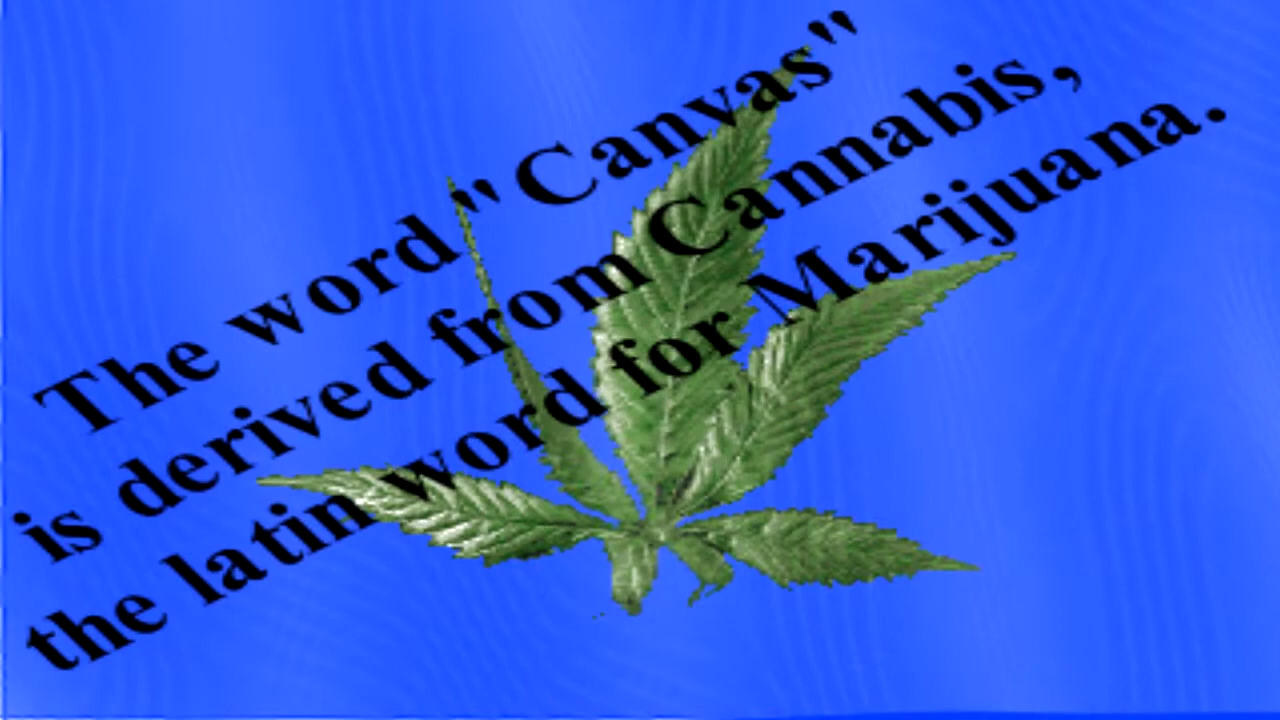 The word "Canvas"
is derived from Cannabis,
the latin word for Marijuana.